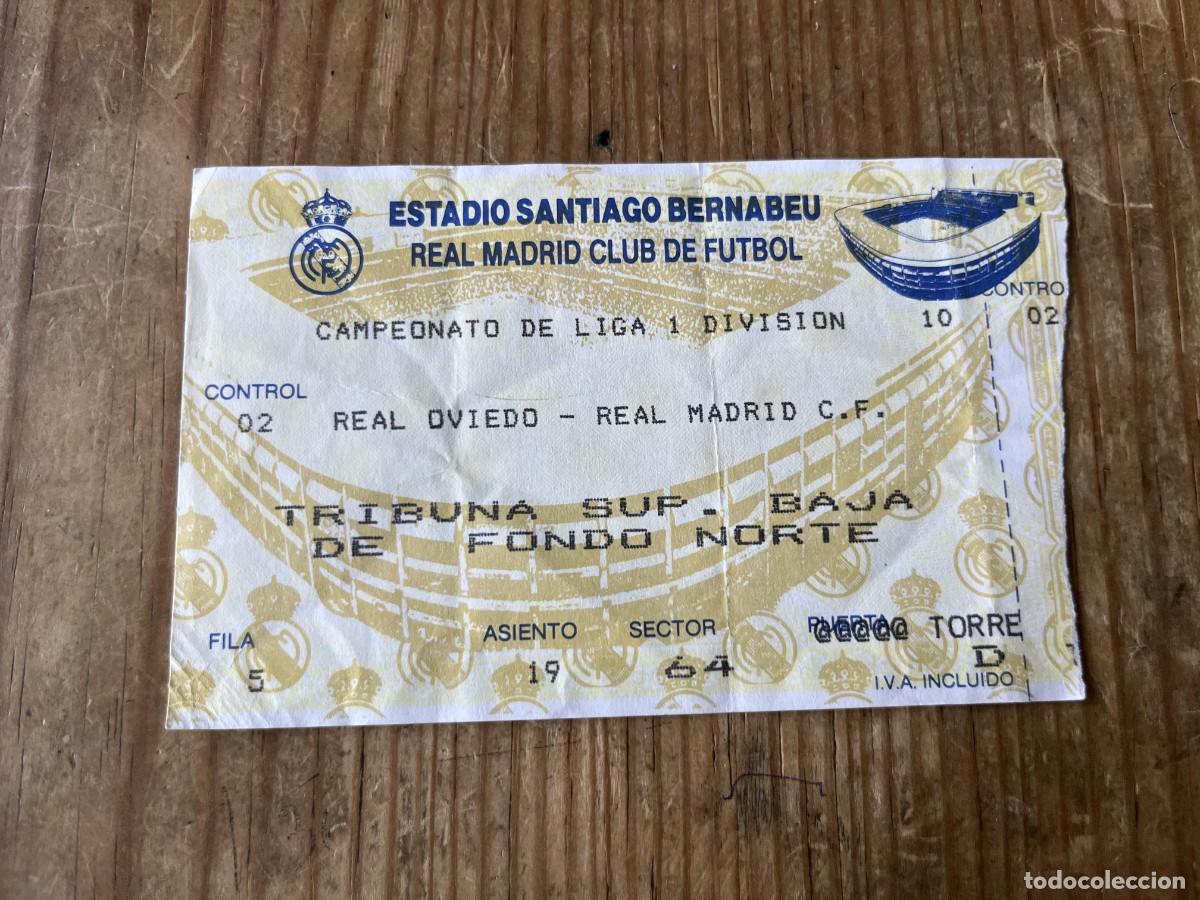 ESTADIO SANTIAGO BERNABEU
REAL MADRID CLUB DE FUTBOL
CONTRO
CAMPEONATO DE LIGA 1 DIVISION 10 02
CONTROL
02 REAL OVIEDO - REAL MADRID C.F.
TRIBUNA SUP. BAJA
DE FONDO NORTE
FILA ASIENTO SECTOR PUERTA @@@@@ TORRE
5 19 64 D
I.V.A. INCLUIDO
todocoleccion